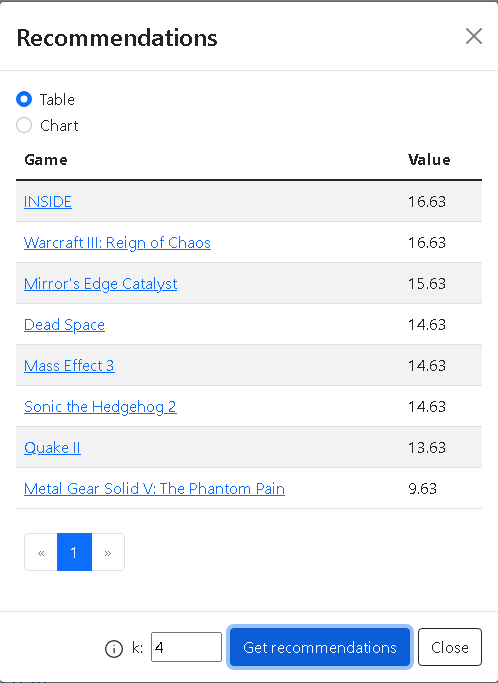 Recommendations
Table
Chart
Game Value
INSIDE 16.63
Warcraft III: Reign of Chaos 16.63
Mirror's Edge Catalyst 15.63
Dead Space 14.63
Mass Effect 3 14.63
Sonic the Hedgehog 2 14.63
Quake II 13.63
Metal Gear Solid V: The Phantom Pain 9.63
« 1 »
k: 4 Get recommendations Close